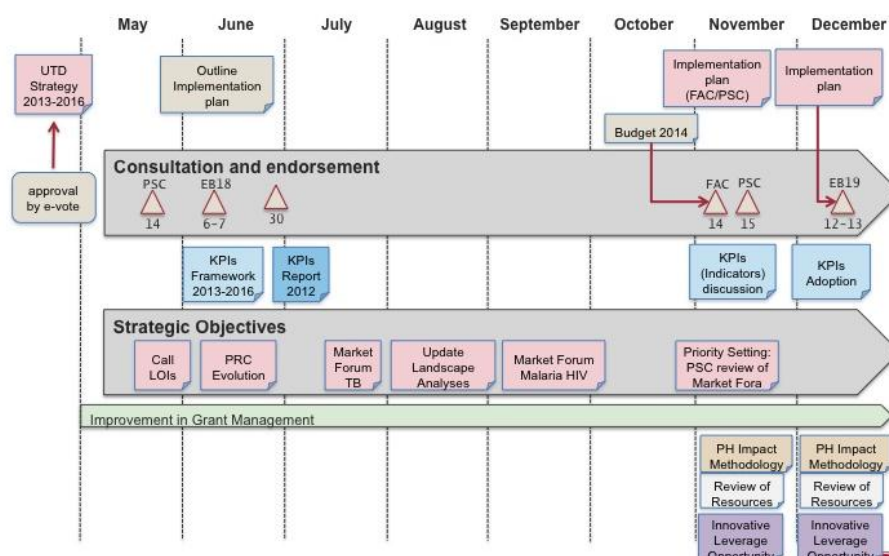 May June July August September October November December
UTD
Strategy
2013-2016
Outline
Implementation
plan
Implementation
plan
(FAC/PSC)
Implementation
plan
Budget 2014
approval
by e-vote
Consultation and endorsement
PSC
14
EB18
6-7
30
FAC
14
PSC
15
EB19
12-13
KPIs
Framework
2013-2016
KPIs
Report
2012
KPIs
(Indicators)
discussion
KPIs
Adoption
Strategic Objectives
Call
LOIs
PRC
Evolution
Market
Forum
TB
Update
Landscape
Analyses
Market Forum
Malaria HIV
Priority Setting:
PSC review of
Market Fora
Improvement in Grant Management
PH Impact
Methodology
PH Impact
Methodology
Review of
Resources
Review of
Resources
Innovative
Leverage
Opportunity
Innovative
Leverage
Opportunity